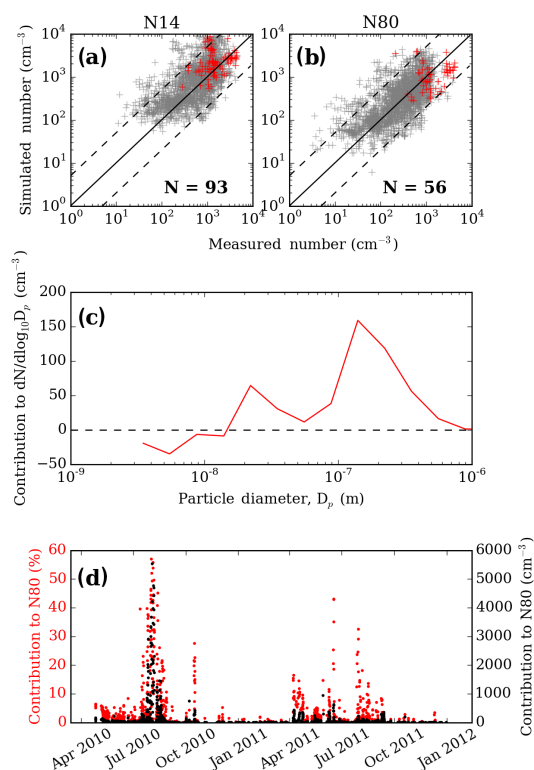 N14 N80
(a) (b)
Simulated number (cm⁻³)
10⁴ 10³ 10² 10¹ 10⁰
N = 93 N = 56
10⁰ 10¹ 10² 10³ 10⁴ 10⁰ 10¹ 10² 10³ 10⁴
Measured number (cm⁻³)
(c)
Contribution to dN/dlog₁₀Dₚ (cm⁻³)
200
150
100
50
0
−50
10⁻⁹ 10⁻⁸ 10⁻⁷ 10⁻⁶
Particle diameter, Dₚ (m)
(d)
Contribution to N80 (%)
60 6000
50 5000
40 4000
30 3000
20 2000
10 1000
0 0
Contribution to N80 (cm⁻³)
Apr 2010 Jul 2010 Oct 2010 Jan 2011 Apr 2011 Jul 2011 Oct 2011 Jan 2012